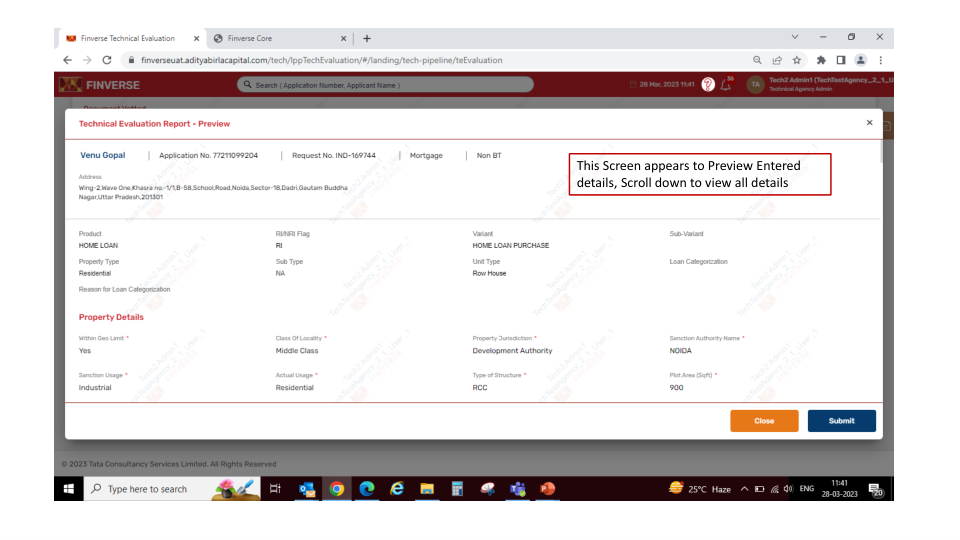 Finverse Technical Evaluation
Finverse Core
finverseuat.adityabirlacapital.com/tech/lppTechEvaluation/#/landing/tech-pipeline/teEvaluation
FINVERSE
Search ( Application Number, Applicant Name )
28 Mar, 2023 11:41
36
TA
Tech2 Admin1 (TechTestAgency_2_1_U
Technical Agency Admin
Document Vetted
Technical Evaluation Report - Preview
Venu Gopal | Application No. 77211099204 | Request No. IND-169744 | Mortgage | Non BT
This Screen appears to Preview Entered
details, Scroll down to view all details
Address
Wing-2,Wave One,Khasra no.-1/1,B -58,School,Road,Noida,Sector-18,Dadri,Gautam Buddha
Nagar,Uttar Pradesh,201301
Product RI/NRI Flag Variant Sub-Variant
HOME LOAN RI HOME LOAN PURCHASE
Property Type Sub Type Unit Type Loan Categorization
Residential NA Row House
Reason for Loan Categorization
Property Details
Within Geo Limit * Class Of Locality * Property Jurisdiction * Sanction Authority Name *
Yes Middle Class Development Authority NOIDA
Sanction Usage * Actual Usage * Type of Structure * Plot Area (Sqft) *
Industrial Residential RCC 900
Close Submit
© 2023 Tata Consultancy Services Limited. All Rights Reserved
Type here to search
25°C Haze
ENG
11:41
28-03-2023
20